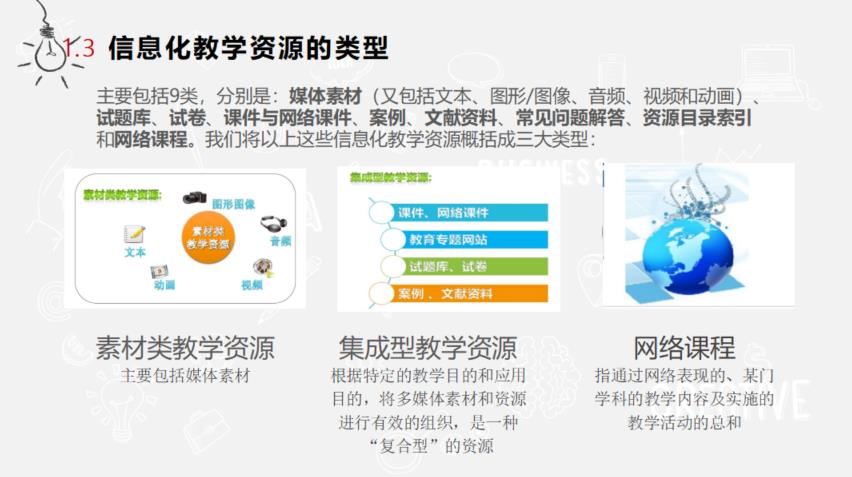 1.3 信息化教学资源的类型
主要包括9类，分别是：媒体素材（又包括文本、图形/图像、音频、视频和动画）、
试题库、试卷、课件与网络课件、案例、文献资料、常见问题解答、资源目录索引
和网络课程。我们将以上这些信息化教学资源概括成三大类型：
BUSINESS
素材类教学资源:
图形图像
素材类
教学资源
文本
音频
动画
视频
集成型教学资源:
课件、网络课件
教育专题网站
试题库、试卷
案例 、文献资料
素材类教学资源
主要包括媒体素材
集成型教学资源
根据特定的教学目的和应用
目的，将多媒体素材和资源
进行有效的组织，是一种
“复合型”的资源
网络课程
指通过网络表现的、某门
学科的教学内容及实施的
教学活动的总和
CREATIVE